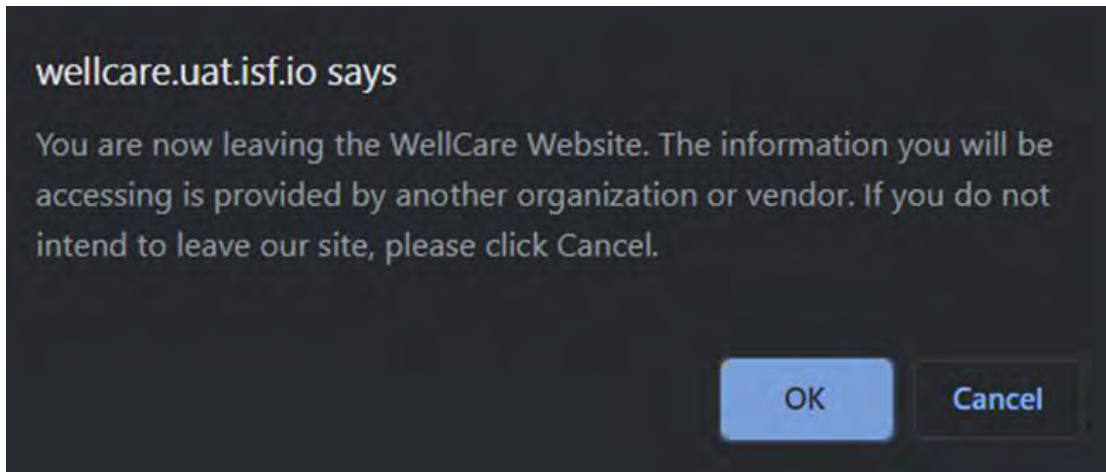 wellcare.uat.isf.io says
You are now leaving the WellCare Website. The information you will be
accessing is provided by another organization or vendor. If you do not
intend to leave our site, please click Cancel.
OK Cancel